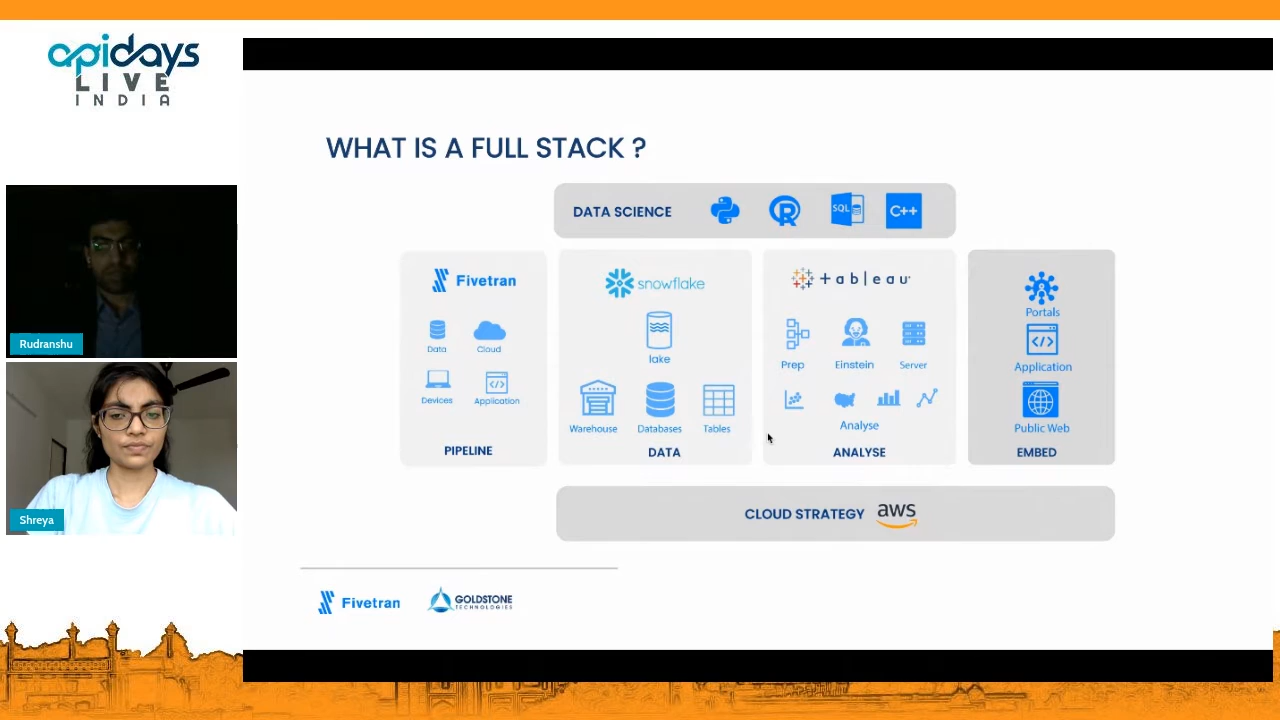 apidays
LIVE
INDIA
WHAT IS A FULL STACK ?
DATA SCIENCE
R
SQL
C++
Fivetran
Data
Cloud
Devices
Application
PIPELINE
snowflake
lake
Warehouse
Databases
Tables
DATA
+ableau
Prep
Einstein
Server
Analyse
ANALYSE
Portals
Application
Public Web
EMBED
CLOUD STRATEGY
aws
Rudranshu
Shreya
Fivetran
GOLDSTONE
TECHNOLOGIES